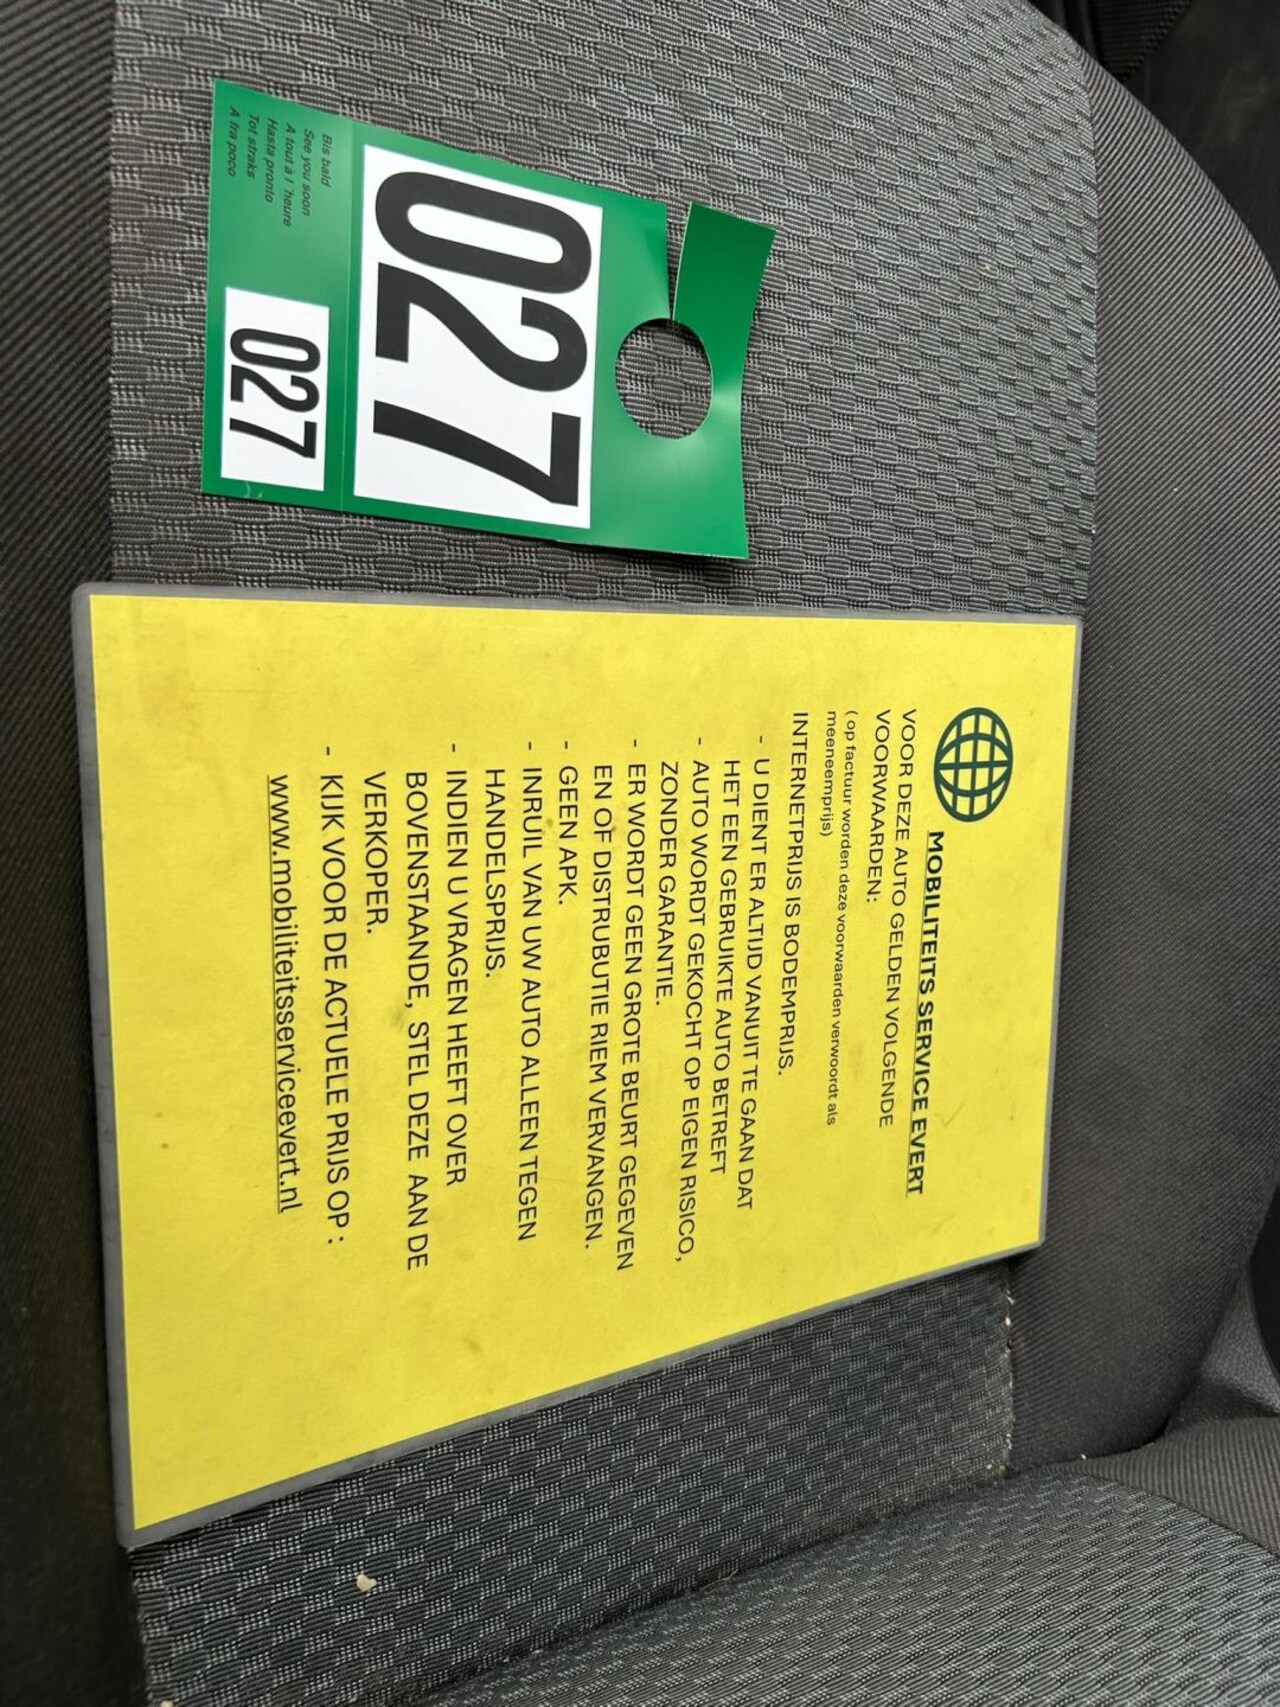 027
Bis bald
See you soon
A tout à l 'heure
Hasta pronto
Tot straks
A fra poco
027
MOBILITEITS SERVICE EVERT
VOOR DEZE AUTO GELDEN VOLGENDE
VOORWAARDEN:
( op factuur worden deze voorwaarden verwoordt als
meeneemprijs)
INTERNETPRIJS IS BODEMPRIJS.
- U DIENT ER ALTIJD VANUIT TE GAAN DAT
HET EEN GEBRUIKTE AUTO BETREFT
- AUTO WORDT GEKOCHT OP EIGEN RISICO,
ZONDER GARANTIE.
- ER WORDT GEEN GROTE BEURT GEGEVEN
EN OF DISTRUBUTIE RIEM VERVANGEN.
- GEEN APK.
- INRUIL VAN UW AUTO ALLEEN TEGEN
HANDELSPRIJS.
- INDIEN U VRAGEN HEEFT OVER
BOVENSTAANDE, STEL DEZE AAN DE
VERKOPER.
- KIJK VOOR DE ACTUELE PRIJS OP :
www.mobiliteitsserviceevert.nl